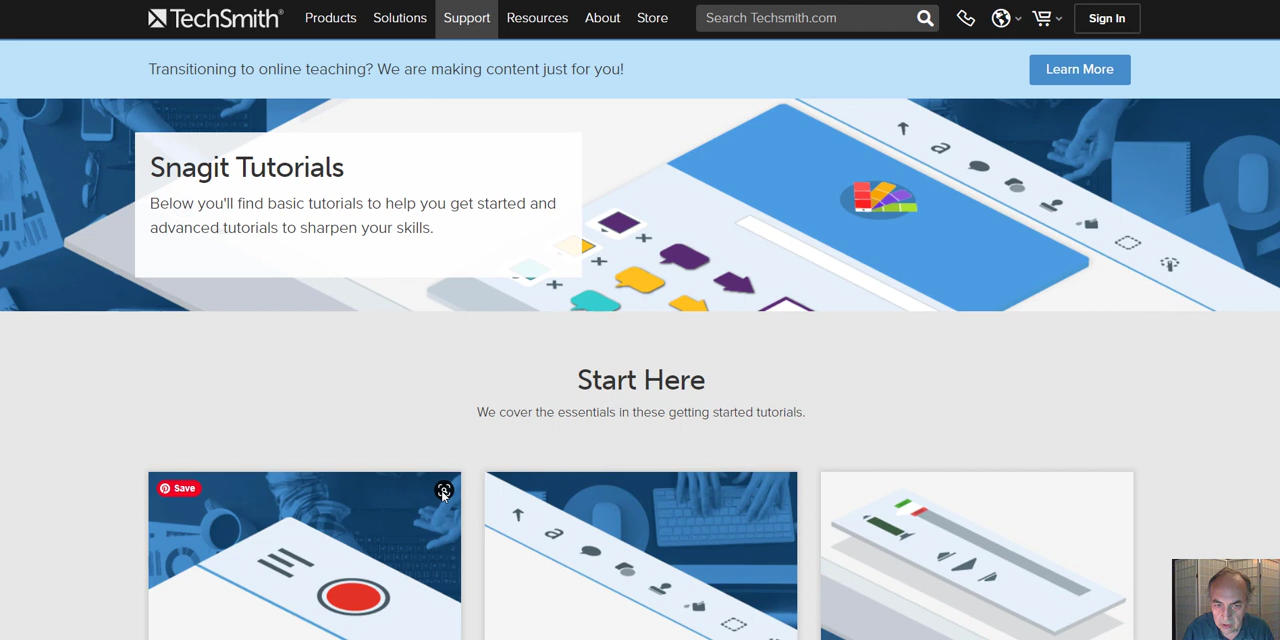 TechSmith®
Products
Solutions
Support
Resources
About
Store
Search Techsmith.com
Sign In
Transitioning to online teaching? We are making content just for you!
Learn More
Snagit Tutorials
Below you'll find basic tutorials to help you get started and
advanced tutorials to sharpen your skills.
Start Here
We cover the essentials in these getting started tutorials.
Save
a
a